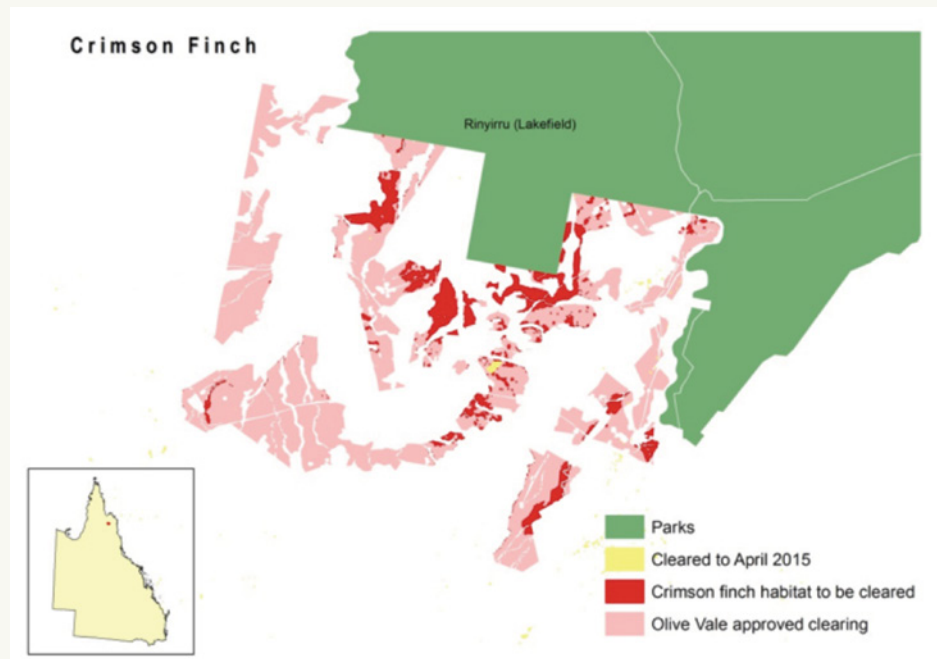 Crimson Finch
Rinyirru (Lakefield)
Parks
Cleared to April 2015
Crimson finch habitat to be cleared
Olive Vale approved clearing